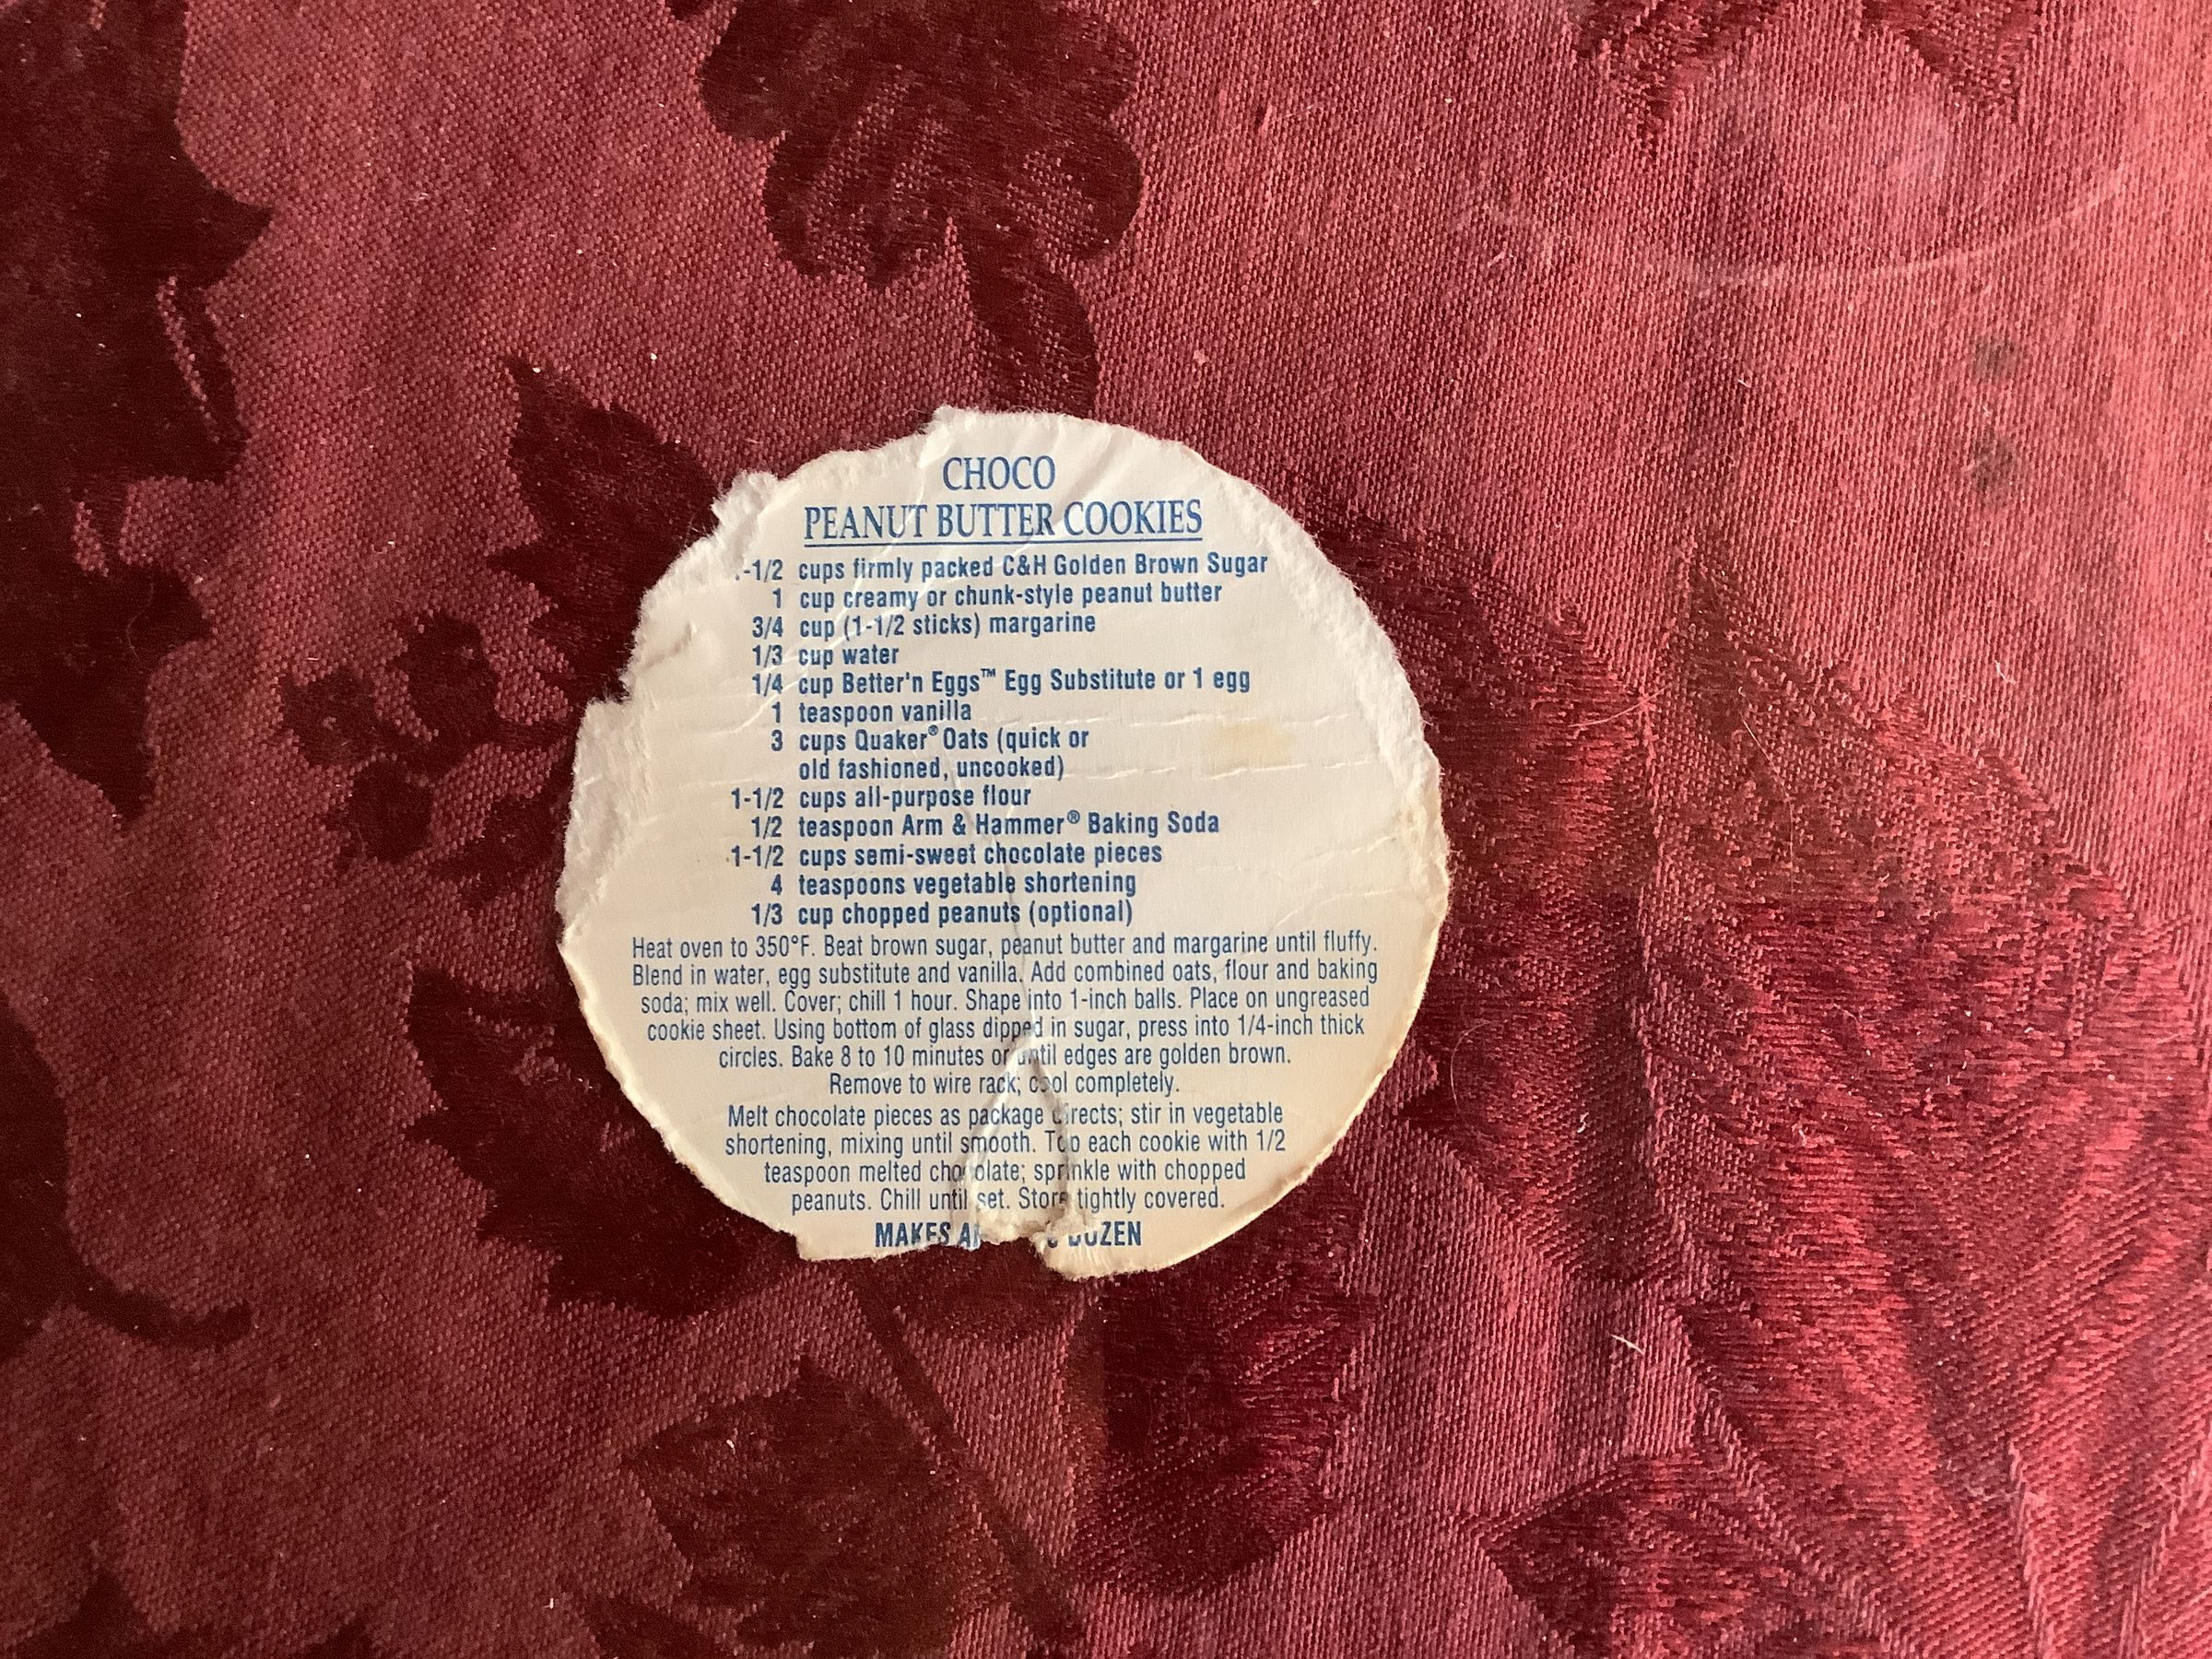 CHOCO
PEANUT BUTTER COOKIES
-1/2 cups firmly packed C&H Golden Brown Sugar
1 cup creamy or chunk-style peanut butter
3/4 cup (1-1/2 sticks) margarine
1/3 cup water
1/4 cup Better'n Eggs™ Egg Substitute or 1 egg
1 teaspoon vanilla
3 cups Quaker® Oats (quick or
old fashioned, uncooked)
1-1/2 cups all-purpose flour
1/2 teaspoon Arm & Hammer® Baking Soda
1-1/2 cups semi-sweet chocolate pieces
4 teaspoons vegetable shortening
1/3 cup chopped peanuts (optional)
Heat oven to 350°F. Beat brown sugar, peanut butter and margarine until fluffy.
Blend in water, egg substitute and vanilla. Add combined oats, flour and baking
soda; mix well. Cover; chill 1 hour. Shape into 1-inch balls. Place on ungreased
cookie sheet. Using bottom of glass dipped in sugar, press into 1/4-inch thick
circles. Bake 8 to 10 minutes or until edges are golden brown.
Remove to wire rack; cool completely.
Melt chocolate pieces as package directs; stir in vegetable
shortening, mixing until smooth. Top each cookie with 1/2
teaspoon melted chocolate; sprinkle with chopped
peanuts. Chill until set. Store tightly covered.
MAKES DOZEN